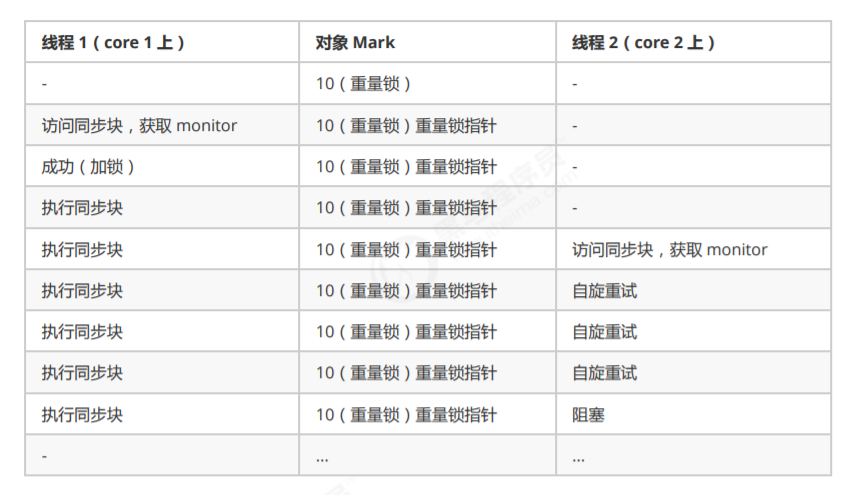 线程 1（core 1 上） 对象 Mark 线程 2（core 2 上）
- 10（重量锁） -
访问同步块，获取 monitor 10（重量锁）重量锁指针 -
成功（加锁） 10（重量锁）重量锁指针 -
执行同步块 10（重量锁）重量锁指针 -
执行同步块 10（重量锁）重量锁指针 访问同步块，获取 monitor
执行同步块 10（重量锁）重量锁指针 自旋重试
执行同步块 10（重量锁）重量锁指针 自旋重试
执行同步块 10（重量锁）重量锁指针 自旋重试
执行同步块 10（重量锁）重量锁指针 阻塞
- ... ...